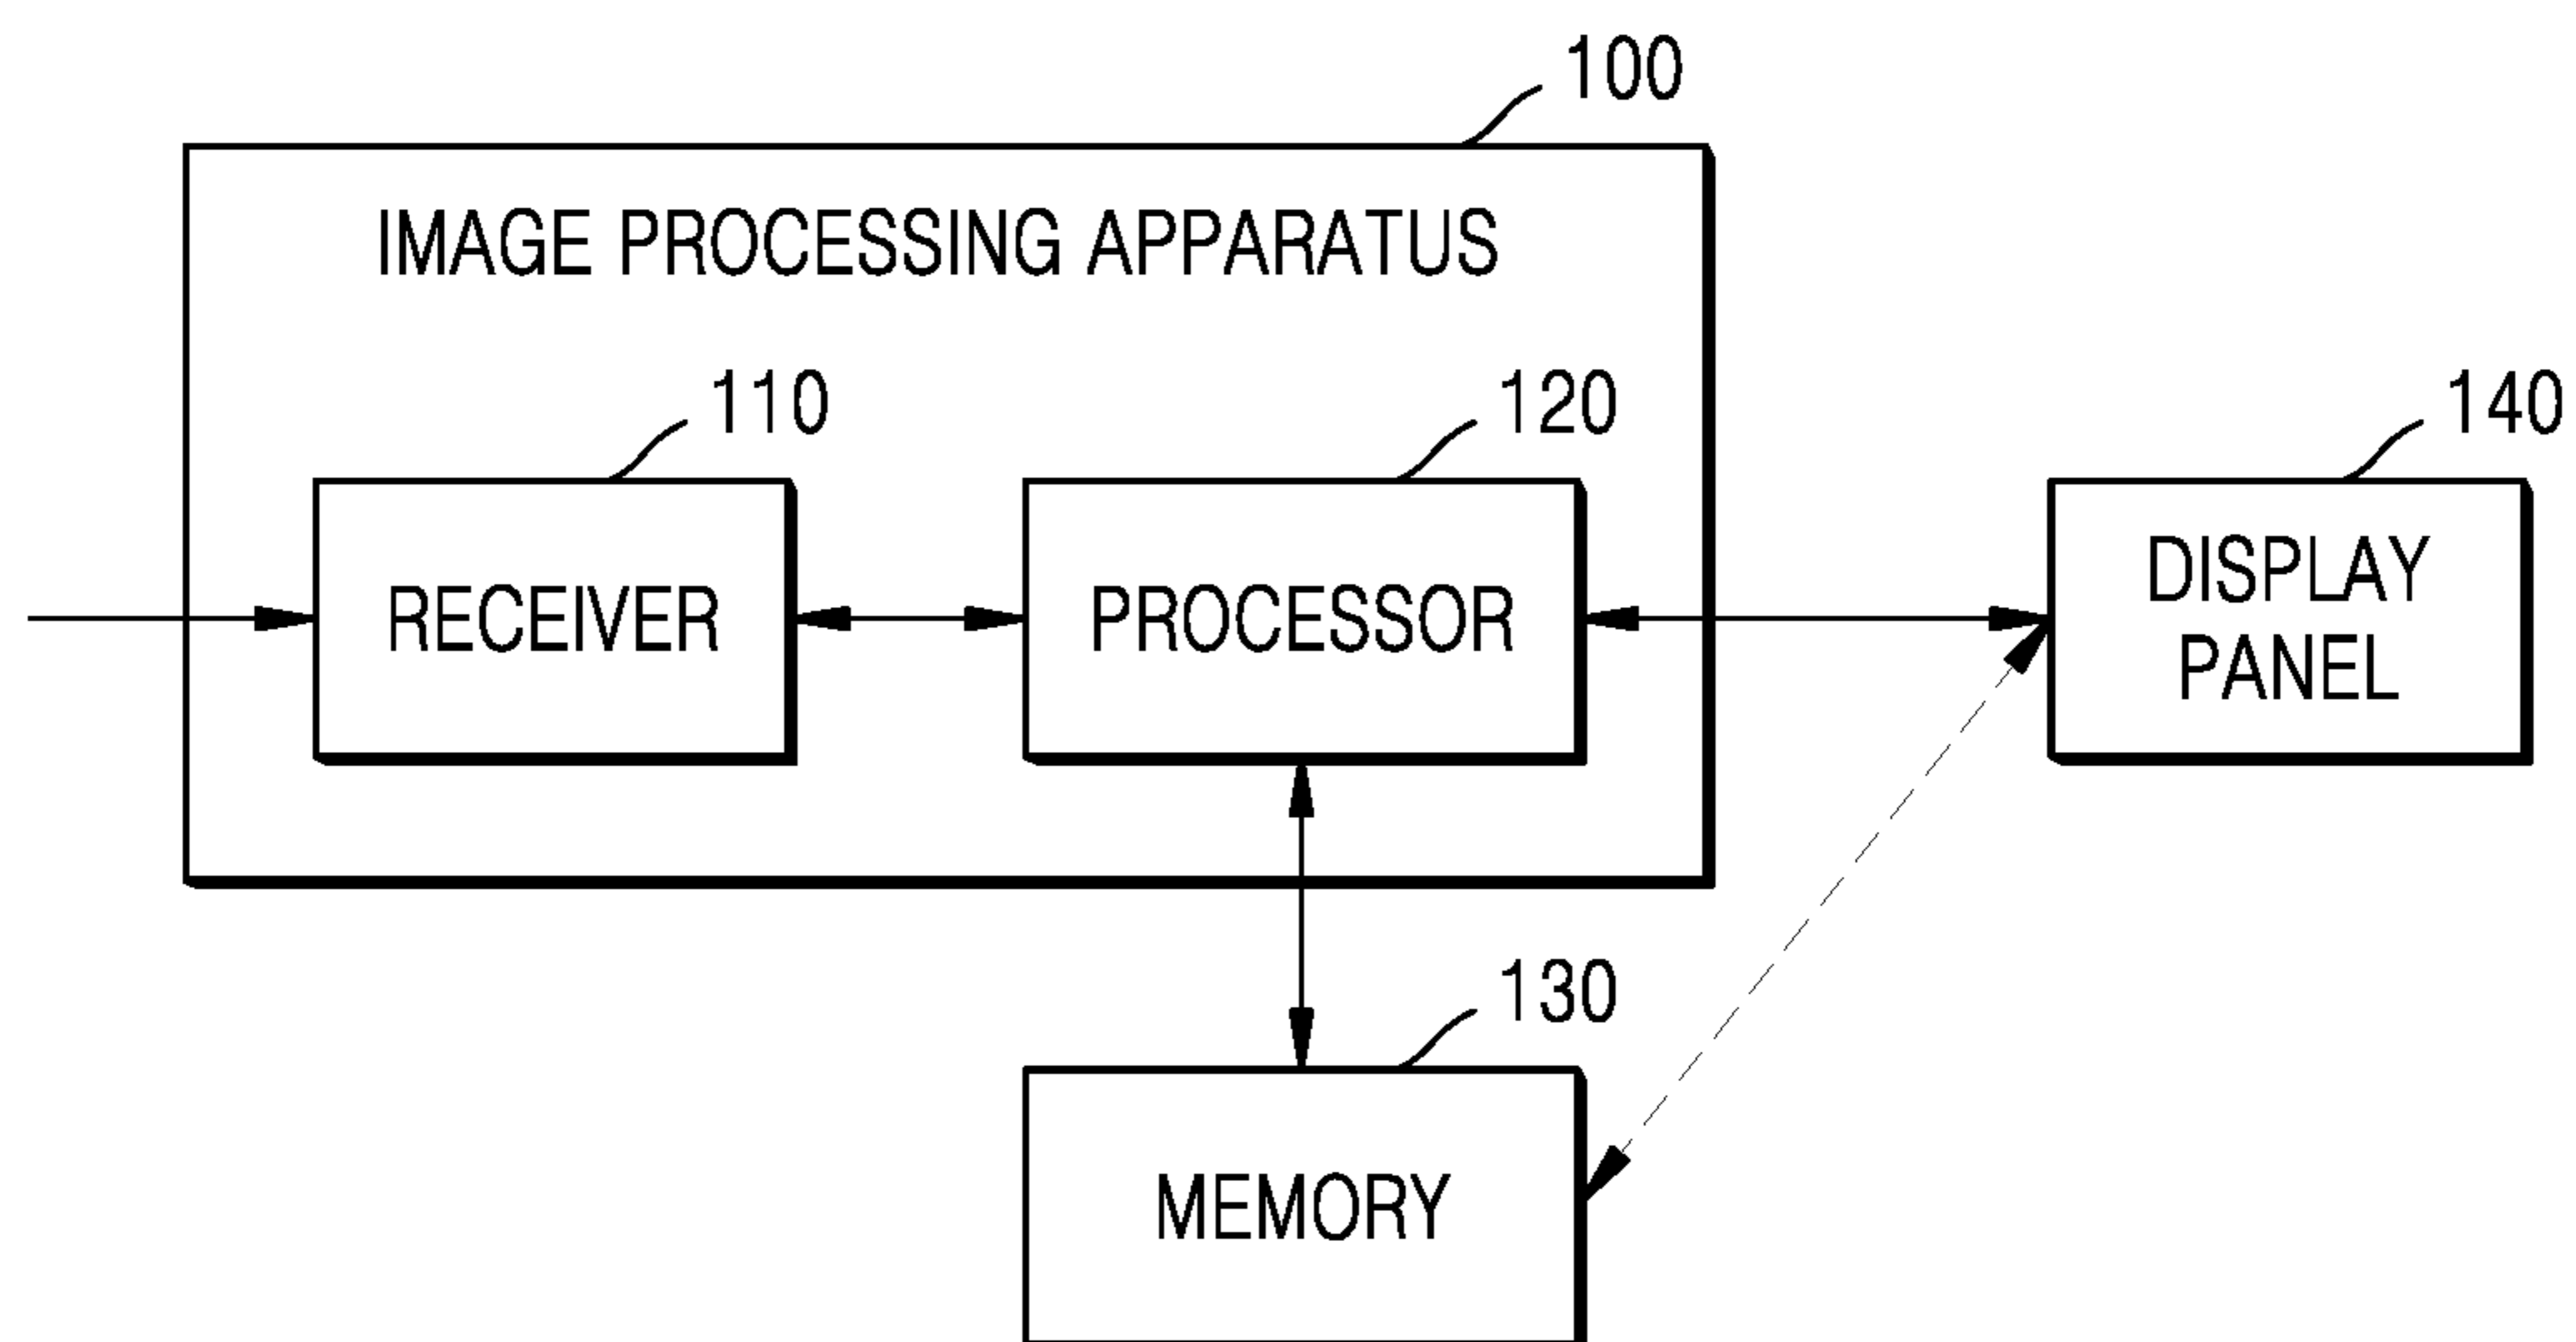 100
IMAGE PROCESSING APPARATUS
110
120
140
RECEIVER
PROCESSOR
DISPLAY
PANEL
130
MEMORY